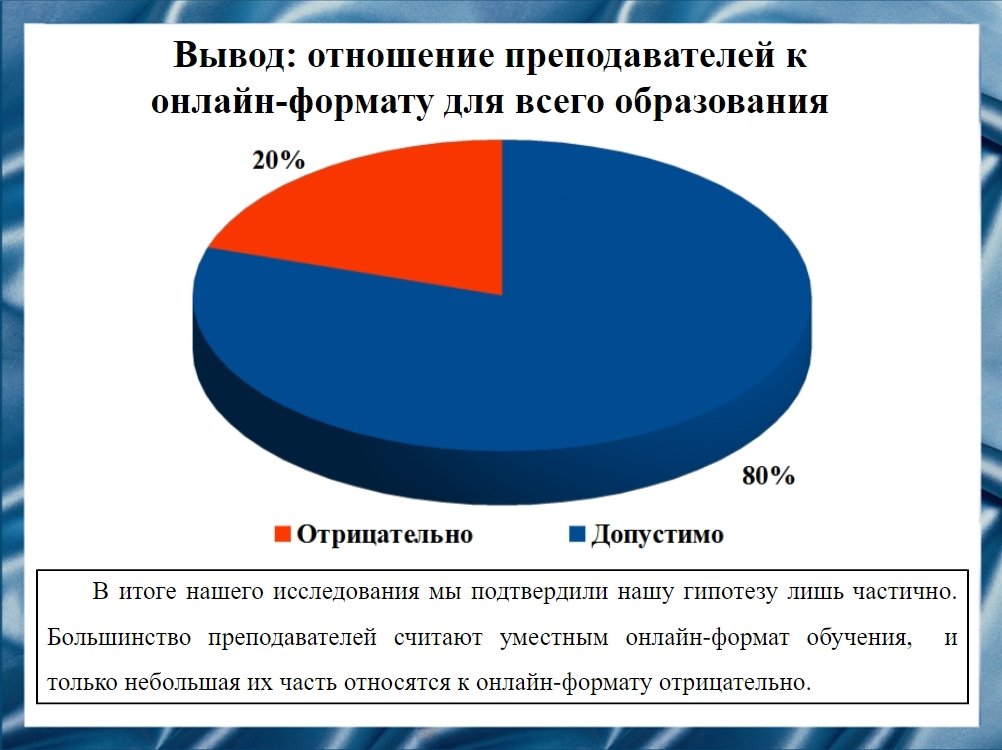 Вывод: отношение преподавателей к
онлайн-формату для всего образования
20%
80%
Отрицательно
Допустимо
В итоге нашего исследования мы подтвердили нашу гипотезу лишь частично.
Большинство преподавателей считают уместным онлайн-формат обучения, и
только небольшая их часть относятся к онлайн-формату отрицательно.